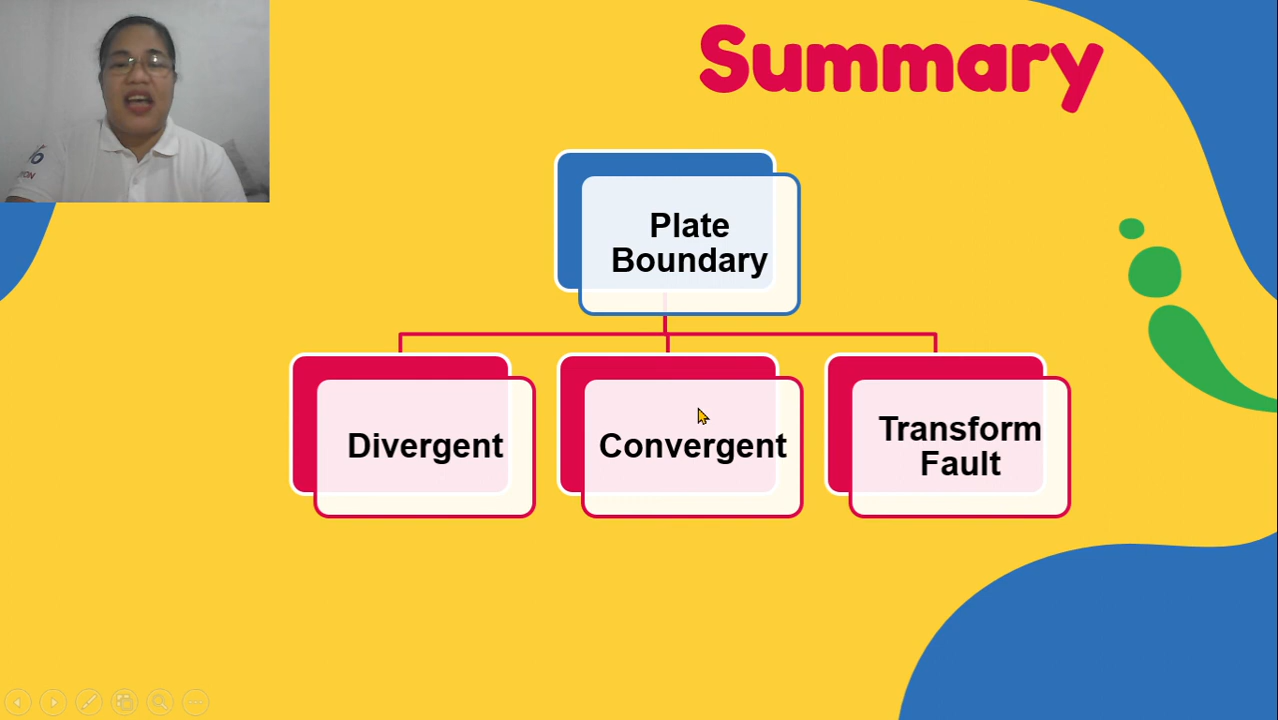 Summary
Plate
Boundary
Divergent
Convergent
Transform
Fault